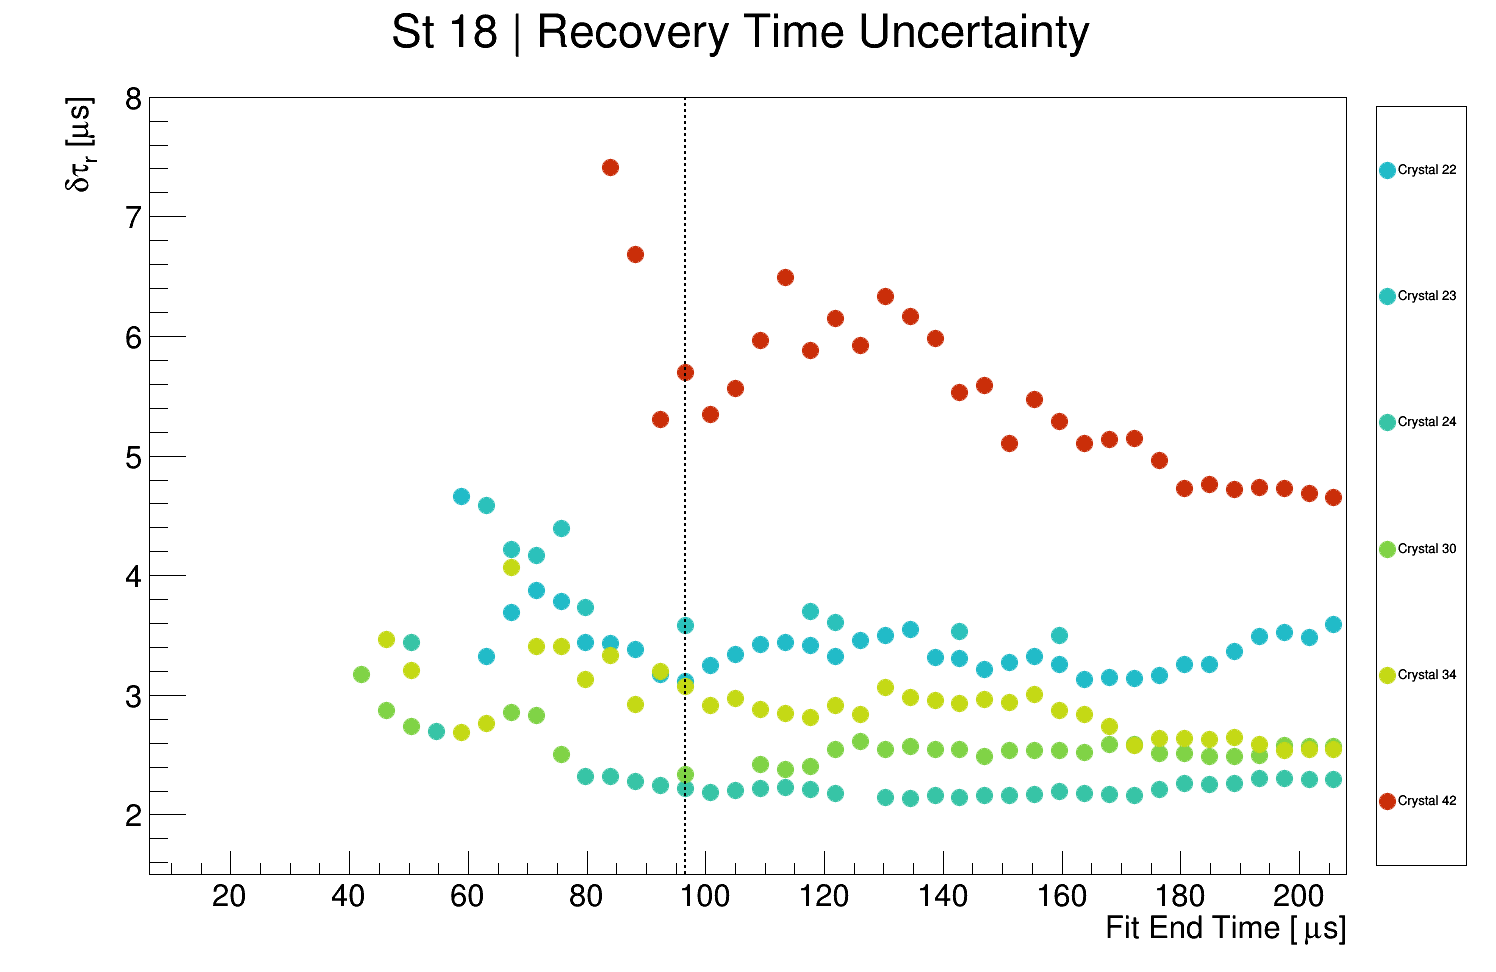 St 18 | Recovery Time Uncertainty
δτr [μs]
8
7
6
5
4
3
2
20 40 60 80 100 120 140 160 180 200
Fit End Time [ μs]
Crystal 22
Crystal 23
Crystal 24
Crystal 30
Crystal 34
Crystal 42